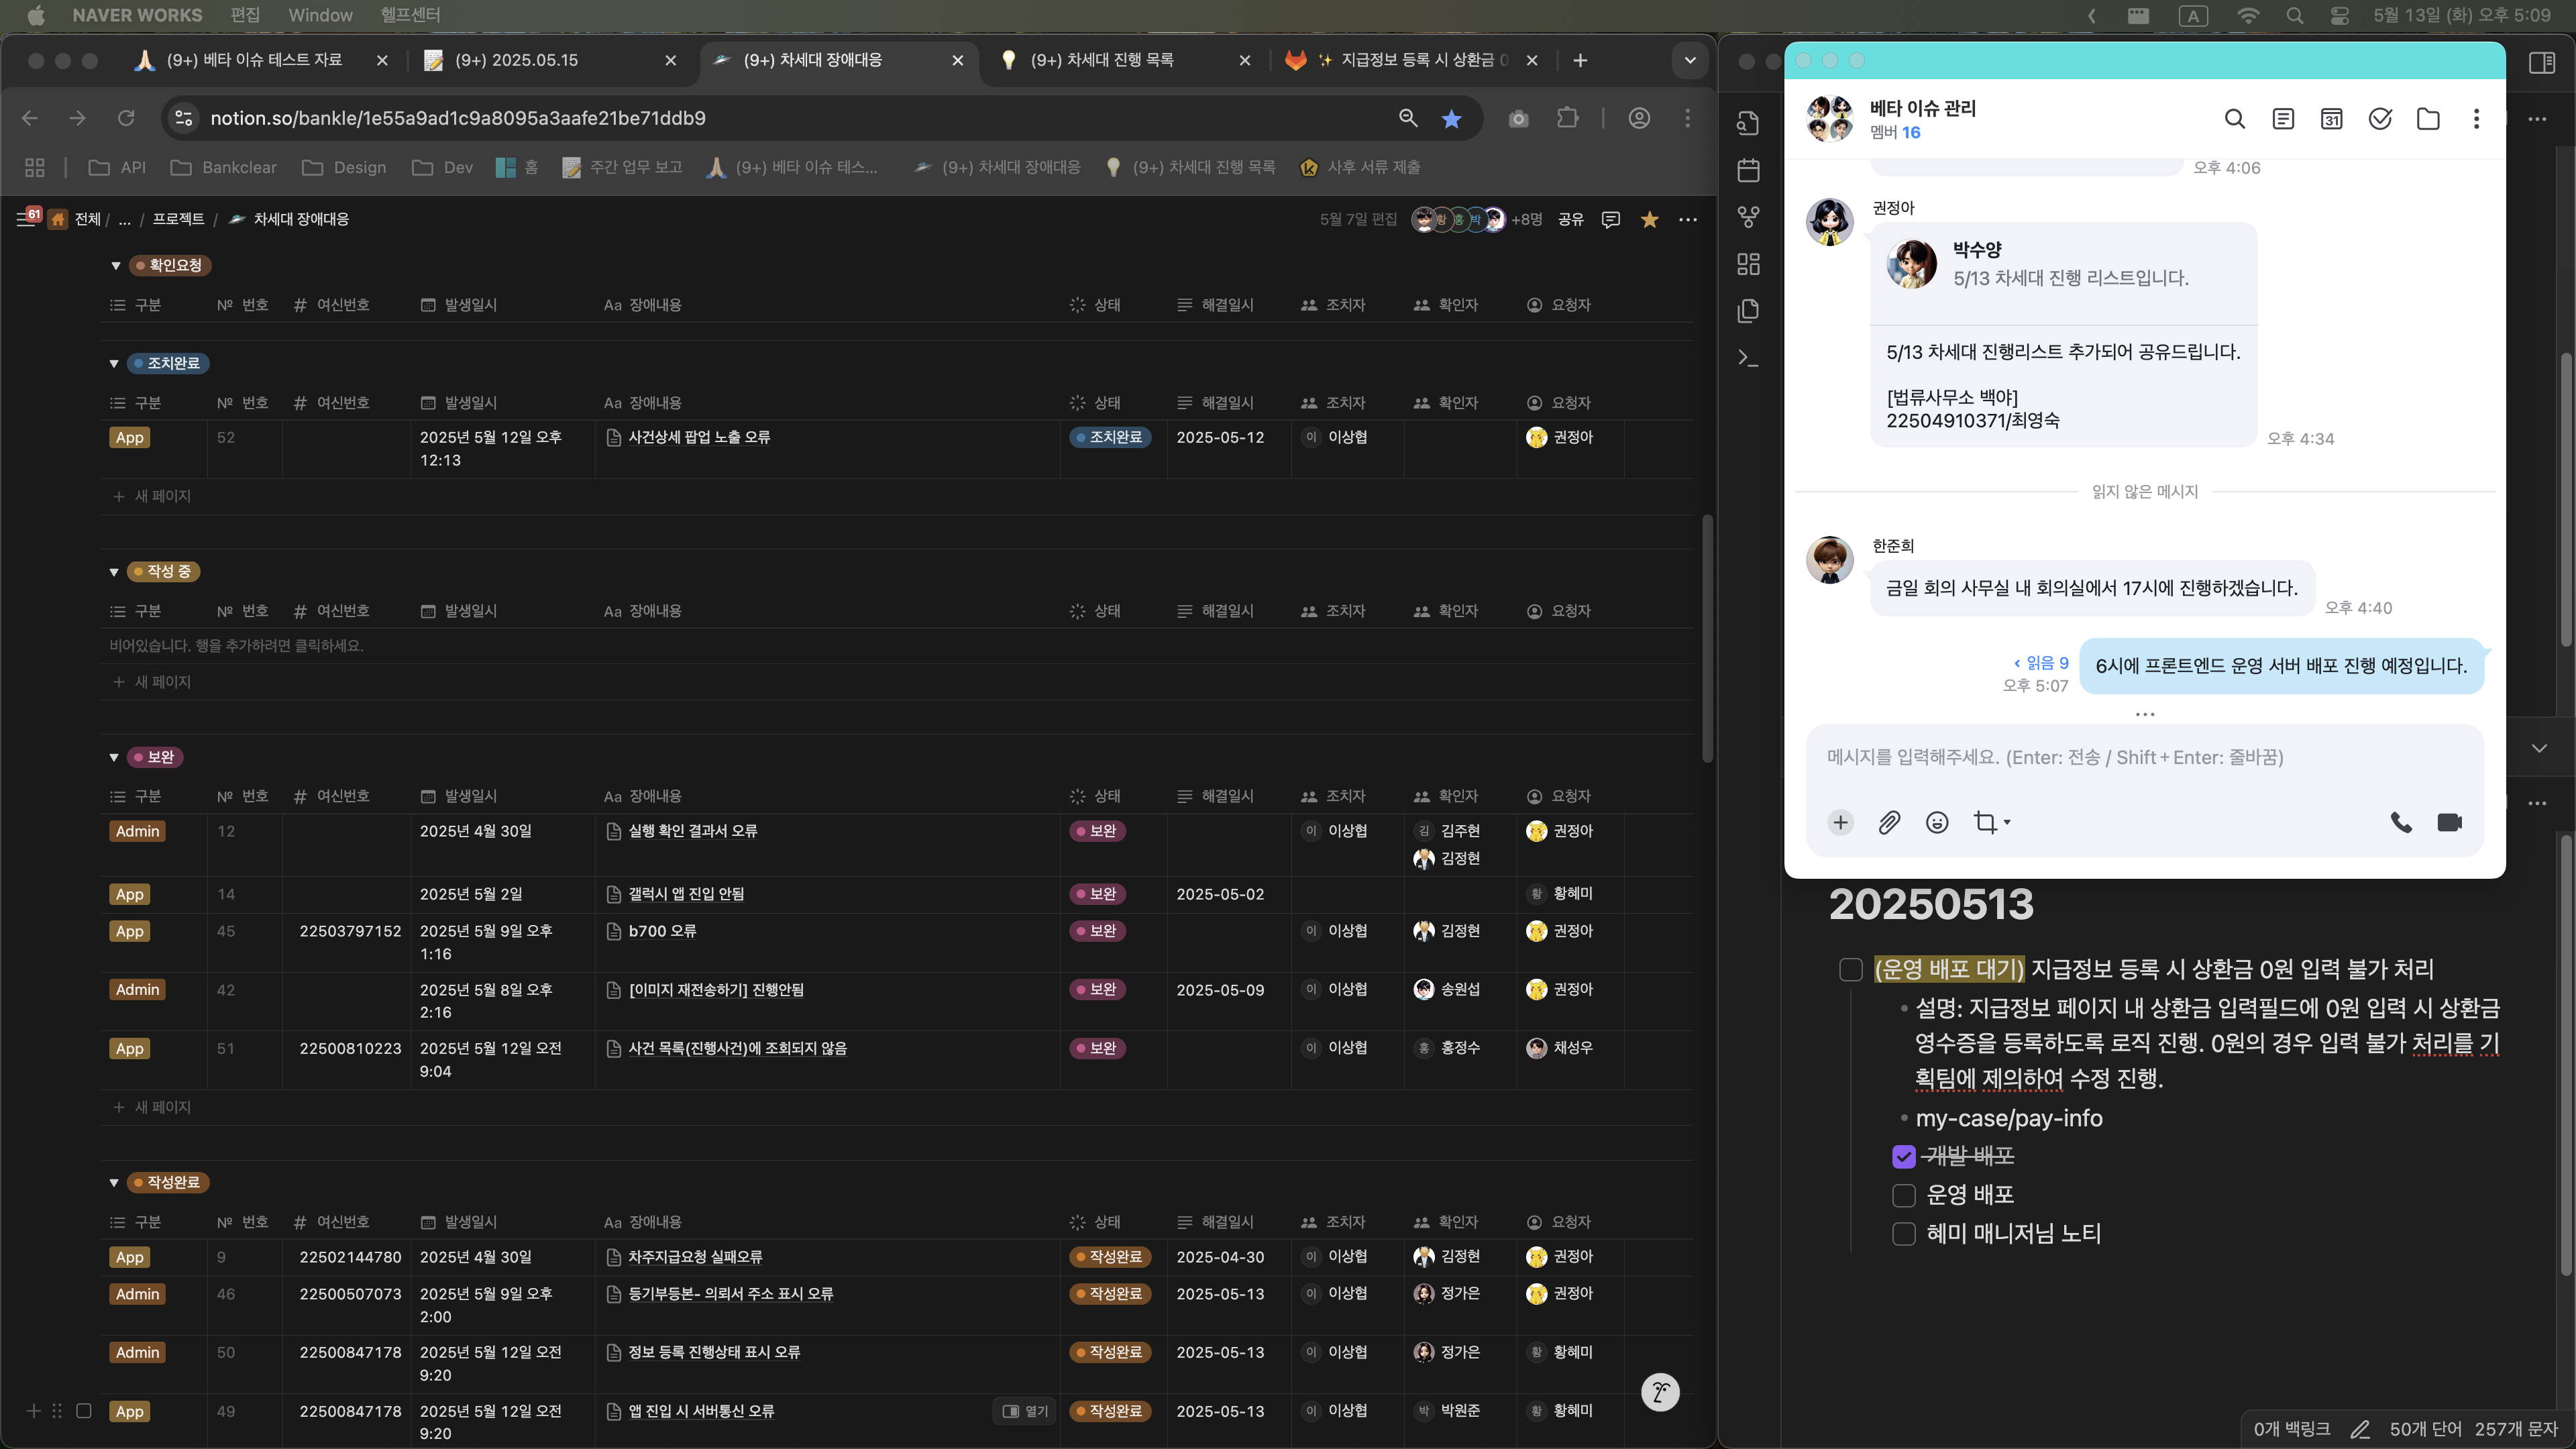 NAVER WORKS 편집 Window 헬프센터
A 5월 13일 (화) 오후 5:09
(9+) 베타 이슈 테스트 자료
(9+) 2025.05.15
(9+) 차세대 장애대응
(9+) 차세대 진행 목록
지급정보 등록 시 상환금
notion.so/bankle/1e55a9ad1c9a8095a3aafe21be71ddb9
API Bankclear Design Dev 홈 주간 업무 보고 (9+) 베타 이슈 테스... (9+) 차세대 장애대응 (9+) 차세대 진행 목록 사후 서류 제출
61 전체 / ... / 프로젝트 / 차세대 장애대응
5월 7일 편집 황 홍 박 +8명 공유
확인요청
구분 번호 여신번호 발생일시 장애내용 상태 해결일시 조치자 확인자 요청자
조치완료
구분 번호 여신번호 발생일시 장애내용 상태 해결일시 조치자 확인자 요청자
App 52 2025년 5월 12일 오후 사건상세 팝업 노출 오류 조치완료 2025-05-12 이 이상협 권정아
12:13
새 페이지
작성 중
구분 번호 여신번호 발생일시 장애내용 상태 해결일시 조치자 확인자 요청자
비어있습니다. 행을 추가하려면 클릭하세요.
새 페이지
보완
구분 번호 여신번호 발생일시 장애내용 상태 해결일시 조치자 확인자 요청자
Admin 12 2025년 4월 30일 실행 확인 결과서 오류 보완 이 이상협 김 김주현 권정아
김정현
App 14 2025년 5월 2일 갤럭시 앱 진입 안됨 보완 2025-05-02 황 황혜미
App 45 22503797152 2025년 5월 9일 오후 b700 오류 보완 이 이상협 김정현 권정아
1:16
Admin 42 2025년 5월 8일 오후 [이미지 재전송하기] 진행안됨 보완 2025-05-09 이 이상협 송원섭 권정아
2:16
App 51 22500810223 2025년 5월 12일 오전 사건 목록(진행사건)에 조회되지 않음 보완 이 이상협 홍 홍정수 채성우
9:04
새 페이지
작성완료
구분 번호 여신번호 발생일시 장애내용 상태 해결일시 조치자 확인자 요청자
App 9 22502144780 2025년 4월 30일 차주지급요청 실패오류 작성완료 2025-04-30 이 이상협 김정현 권정아
Admin 46 22500507073 2025년 5월 9일 오후 등기부등본- 의뢰서 주소 표시 오류 작성완료 2025-05-13 이 이상협 정가은 권정아
2:00
Admin 50 22500847178 2025년 5월 12일 오전 정보 등록 진행상태 표시 오류 작성완료 2025-05-13 이 이상협 정가은 황 황혜미
9:20
App 49 22500847178 2025년 5월 12일 오전 앱 진입 시 서버통신 오류 열기 작성완료 2025-05-13 이 이상협 박 박원준 황 황혜미
9:20
베타 이슈 관리
멤버 16
31
오후 4:06
권정아
박수양
5/13 차세대 진행 리스트입니다.
5/13 차세대 진행리스트 추가되어 공유드립니다.
[법류사무소 백야]
22504910371/최영숙
오후 4:34
읽지 않은 메시지
한준희
금일 회의 사무실 내 회의실에서 17시에 진행하겠습니다.
오후 4:40
읽음 9
6시에 프론트엔드 운영 서버 배포 진행 예정입니다.
오후 5:07
메시지를 입력해주세요. (Enter: 전송 / Shift+Enter: 줄바꿈)
20250513
(운영 배포 대기) 지급정보 등록 시 상환금 0원 입력 불가 처리
설명: 지급정보 페이지 내 상환금 입력필드에 0원 입력 시 상환금
영수증을 등록하도록 로직 진행. 0원의 경우 입력 불가 처리를 기
획팀에 제의하여 수정 진행.
my-case/pay-info
개발 배포
운영 배포
혜미 매니저님 노티
0개 백링크 50개 단어 257개 문자